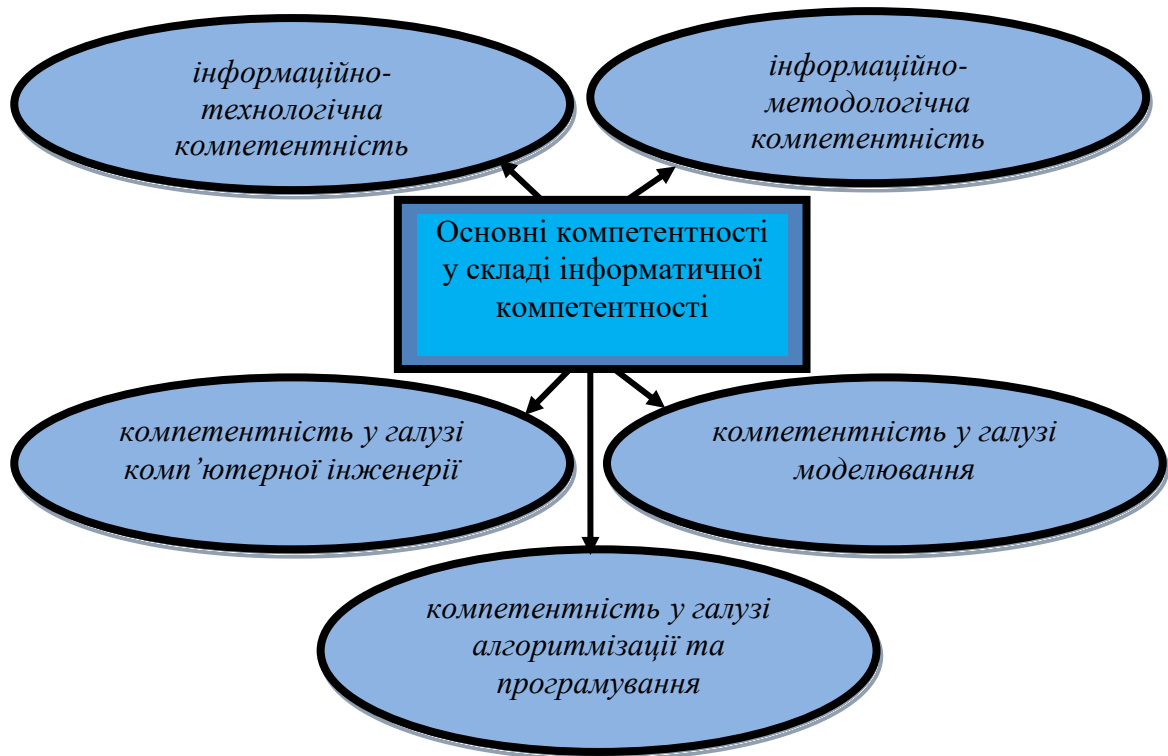 інформаційно-
технологічна
компетентність
інформаційно-
методологічна
компетентність
Основні компетентності
у складі інформатичної
компетентності
компетентність у галузі
комп’ютерної інженерії
компетентність у галузі
моделювання
компетентність у галузі
алгоритмізації та
програмування